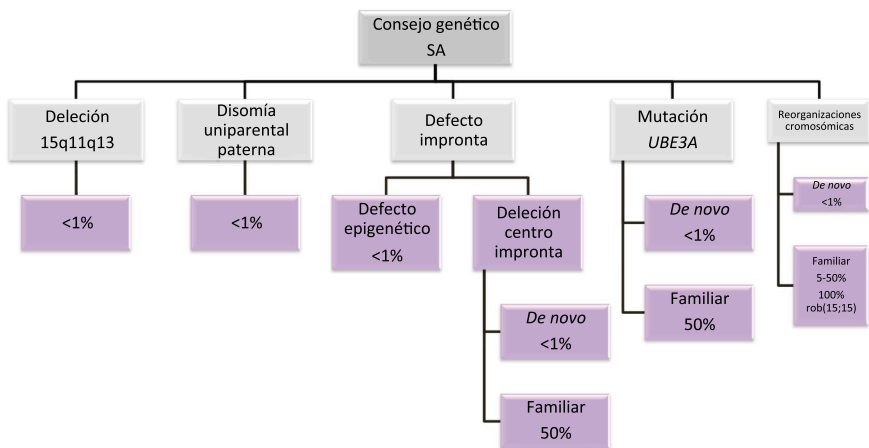 Consejo genético
SA
Deleción
15q11q13
<1%
Disomía
uniparental
paterna
<1%
Defecto
impronta
Defecto
epigenético
<1%
Deleción
centro
impronta
De novo
<1%
Familiar
50%
Mutación
UBE3A
De novo
<1%
Familiar
50%
Reorganizaciones
cromosómicas
De novo
<1%
Familiar
5-50%
100%
rob(15;15)